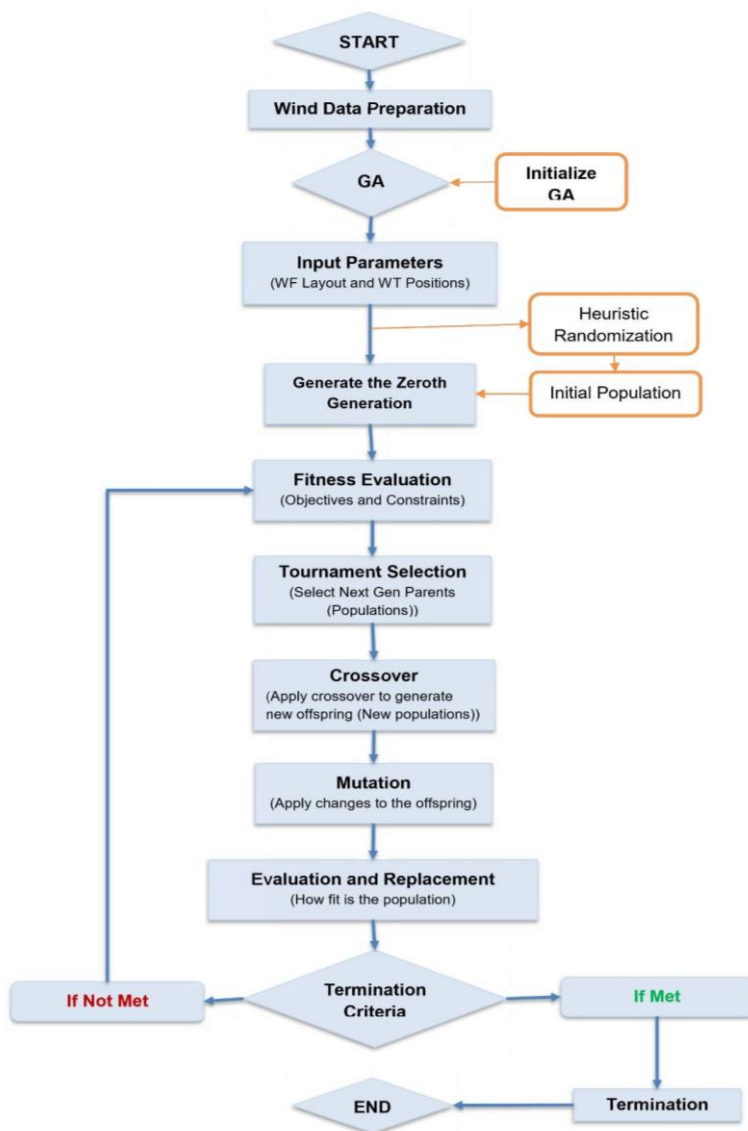 START
Wind Data Preparation
GA
Initialize
GA
Input Parameters
(WF Layout and WT Positions)
Heuristic
Randomization
Generate the Zeroth
Generation
Initial Population
Fitness Evaluation
(Objectives and Constraints)
Tournament Selection
(Select Next Gen Parents
(Populations))
Crossover
(Apply crossover to generate
new offspring (New populations))
Mutation
(Apply changes to the offspring)
Evaluation and Replacement
(How fit is the population)
Termination
Criteria
If Not Met
If Met
Termination
END